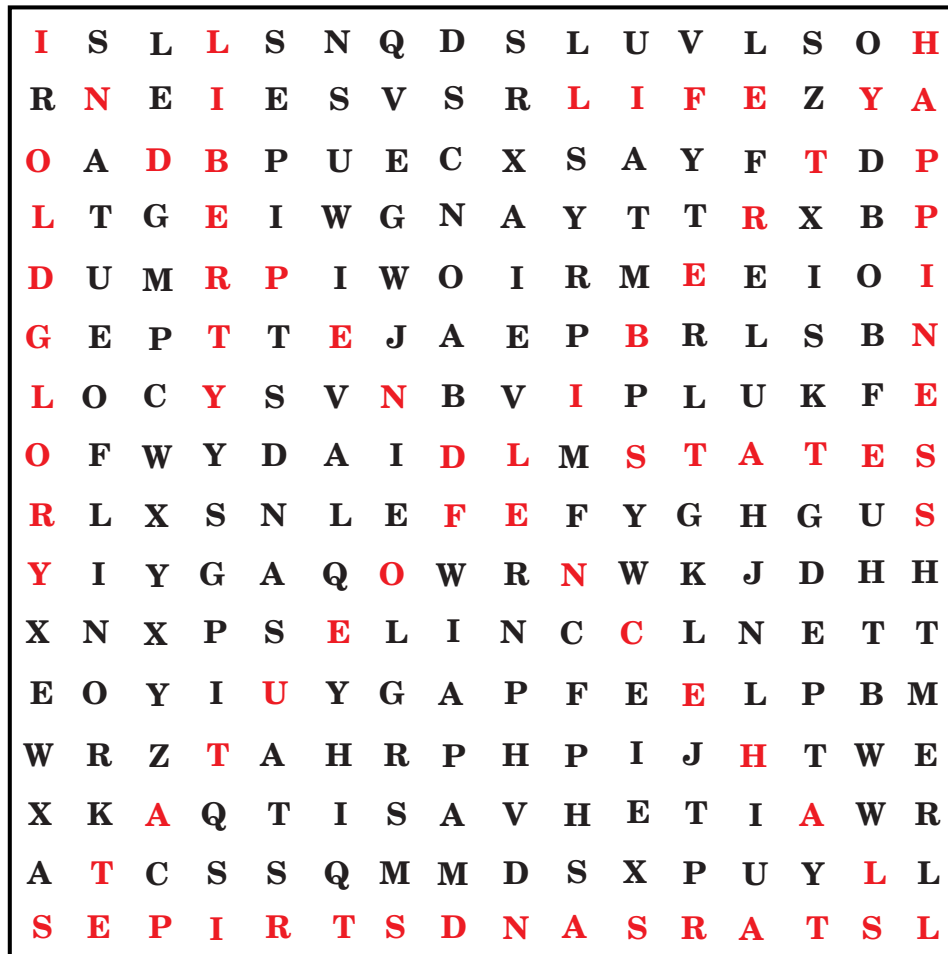 I S L L S N Q D S L U V L S O H
R N E I E S V S R L I F E Z Y A
O A D B P U E C X S A Y F T D P
L T G E I W G N A Y T T R X B P
D U M R P I W O I R M E E I O I
G E P T T E J A E P B R L S B N
L O C Y S V N B V I P L U K F E
O F W Y D A I D L M S T A T E S
R L X S N L E F E F Y G H G U S
Y I Y G A Q O W R N W K J D H H
X N X P S E L I N C C L N E T T
E O Y I U Y G A P F E E L P B M
W R Z T A H R P H P I J H T W E
X K A Q T I S A V H E T I A W R
A T C S S Q M M D S X P U Y L L
S E P I R T S D N A S R A T S L